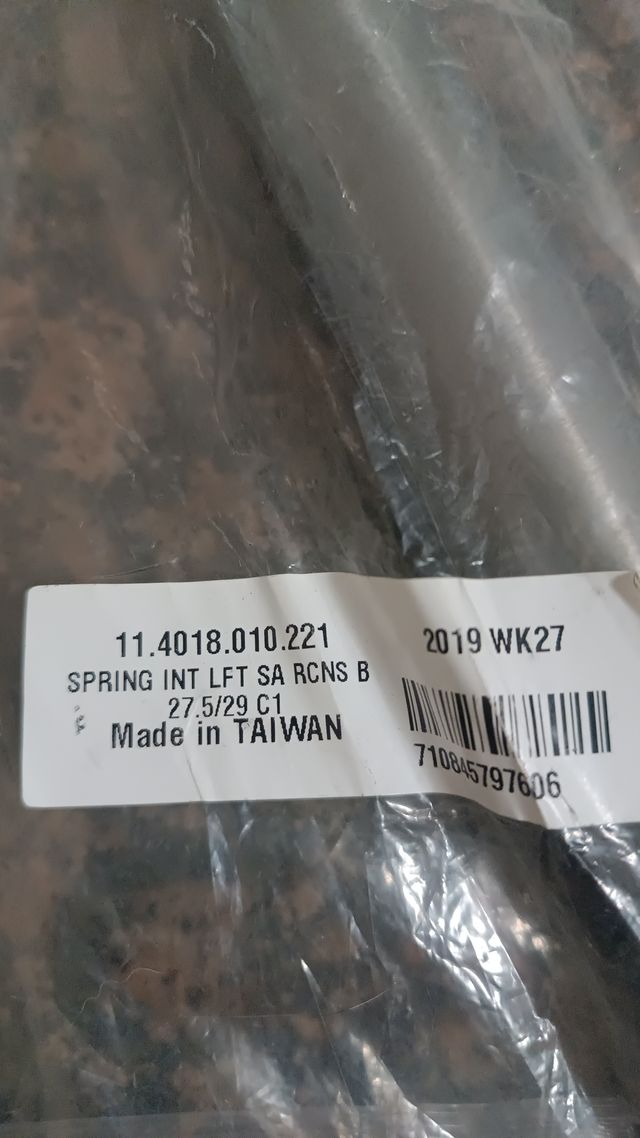 11.4018.010.221
SPRING INT LFT SA RCNS B
27.5/29 C1
Made in TAIWAN
2019 WK27
710845797606